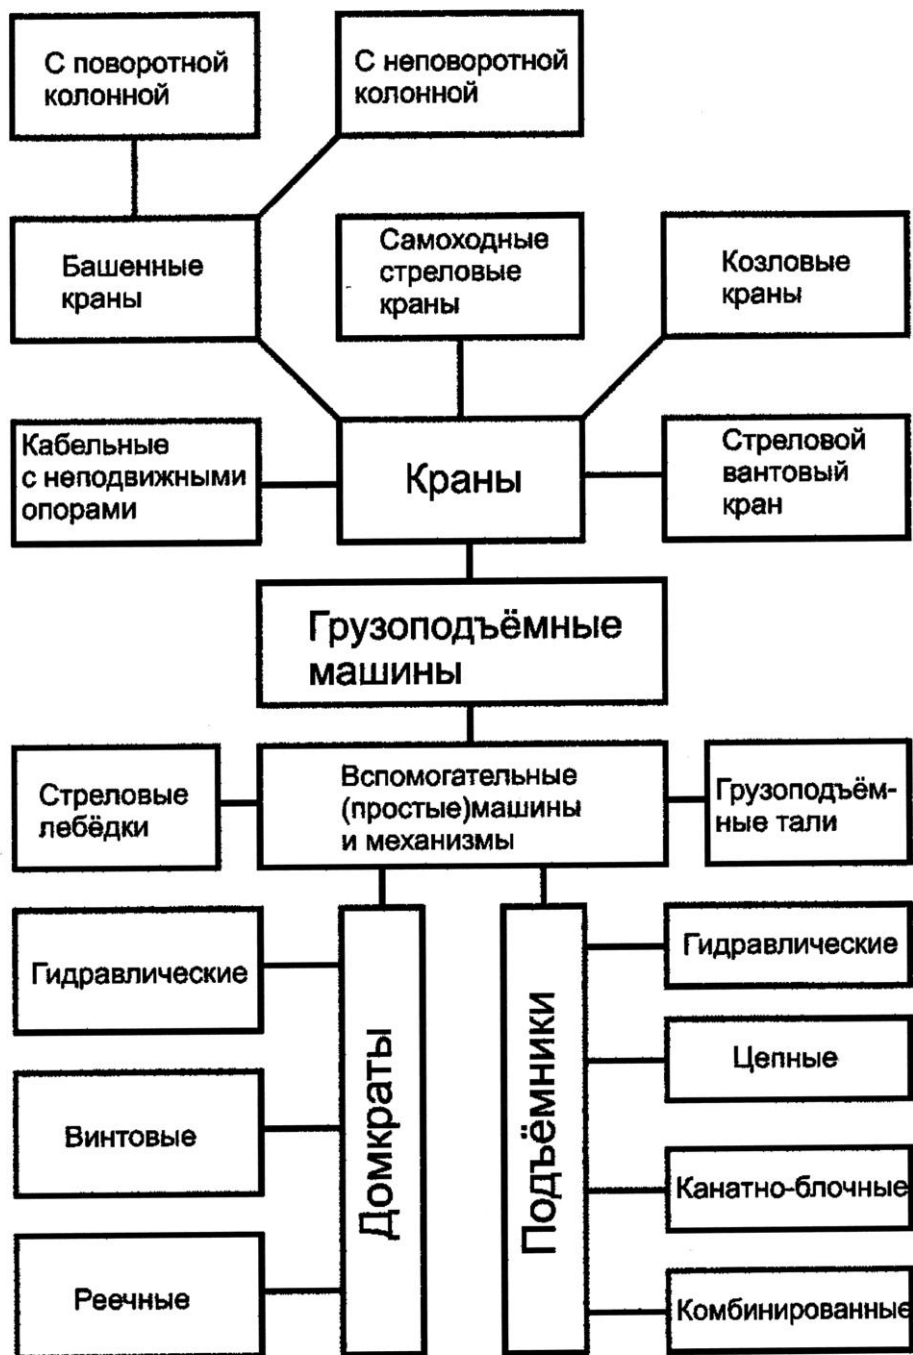 С поворотной
колонной
С неповоротной
колонной
Башенные
краны
Самоходные
стреловые
краны
Козловые
краны
Кабельные
с неподвижными
опорами
Краны
Стреловой
вантовый
кран
Грузоподъёмные
машины
Стреловые
лебёдки
Вспомогательные
(простые)машины
и механизмы
Грузоподъём-
ные тали
Гидравлические
Винтовые
Реечные
Домкраты
Подъёмники
Гидравлические
Цепные
Канатно-блочные
Комбинированные